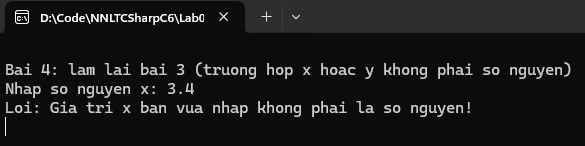 D:\Code\NNLTCSharpC6\Lab0
Bai 4: lam lai bai 3 (truong hop x hoac y khong phai so nguyen)
Nhap so nguyen x: 3.4
Loi: Gia tri x ban vua nhap khong phai la so nguyen!